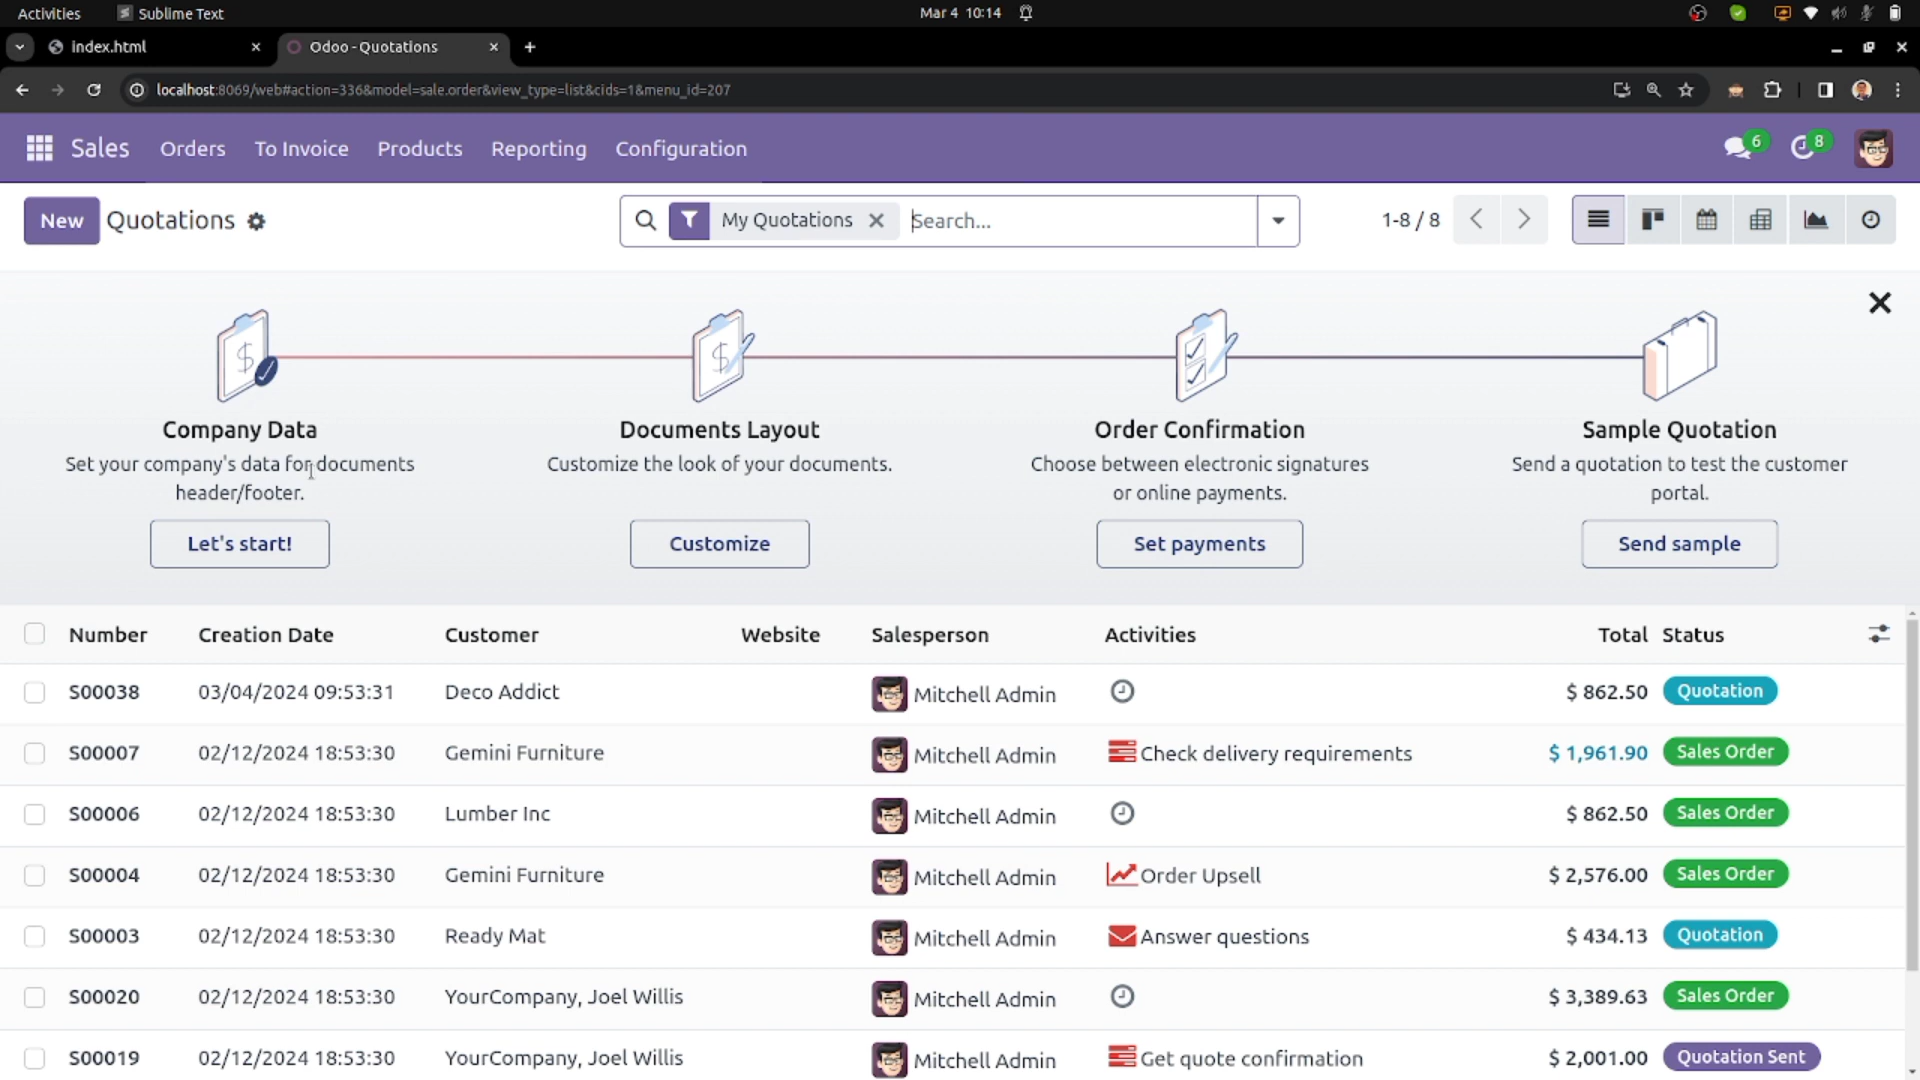 Activities Sublime Text Mar 4 10:14
index.html Odoo - Quotations
localhost:8069/web#action=336&model=sale.order&view_type=list&cids=1&menu_id=207
Sales Orders To Invoice Products Reporting Configuration 6 8
New Quotations My Quotations Search... 1-8 / 8
Company Data
Set your company's data for documents
header/footer.
Let's start!
Documents Layout
Customize the look of your documents.
Customize
Order Confirmation
Choose between electronic signatures
or online payments.
Set payments
Sample Quotation
Send a quotation to test the customer
portal.
Send sample
Number Creation Date Customer Website Salesperson Activities Total Status
S00038 03/04/2024 09:53:31 Deco Addict Mitchell Admin $ 862.50 Quotation
S00007 02/12/2024 18:53:30 Gemini Furniture Mitchell Admin Check delivery requirements $ 1,961.90 Sales Order
S00006 02/12/2024 18:53:30 Lumber Inc Mitchell Admin $ 862.50 Sales Order
S00004 02/12/2024 18:53:30 Gemini Furniture Mitchell Admin Order Upsell $ 2,576.00 Sales Order
S00003 02/12/2024 18:53:30 Ready Mat Mitchell Admin Answer questions $ 434.13 Quotation
S00020 02/12/2024 18:53:30 YourCompany, Joel Willis Mitchell Admin $ 3,389.63 Sales Order
S00019 02/12/2024 18:53:30 YourCompany, Joel Willis Mitchell Admin Get quote confirmation $ 2,001.00 Quotation Sent